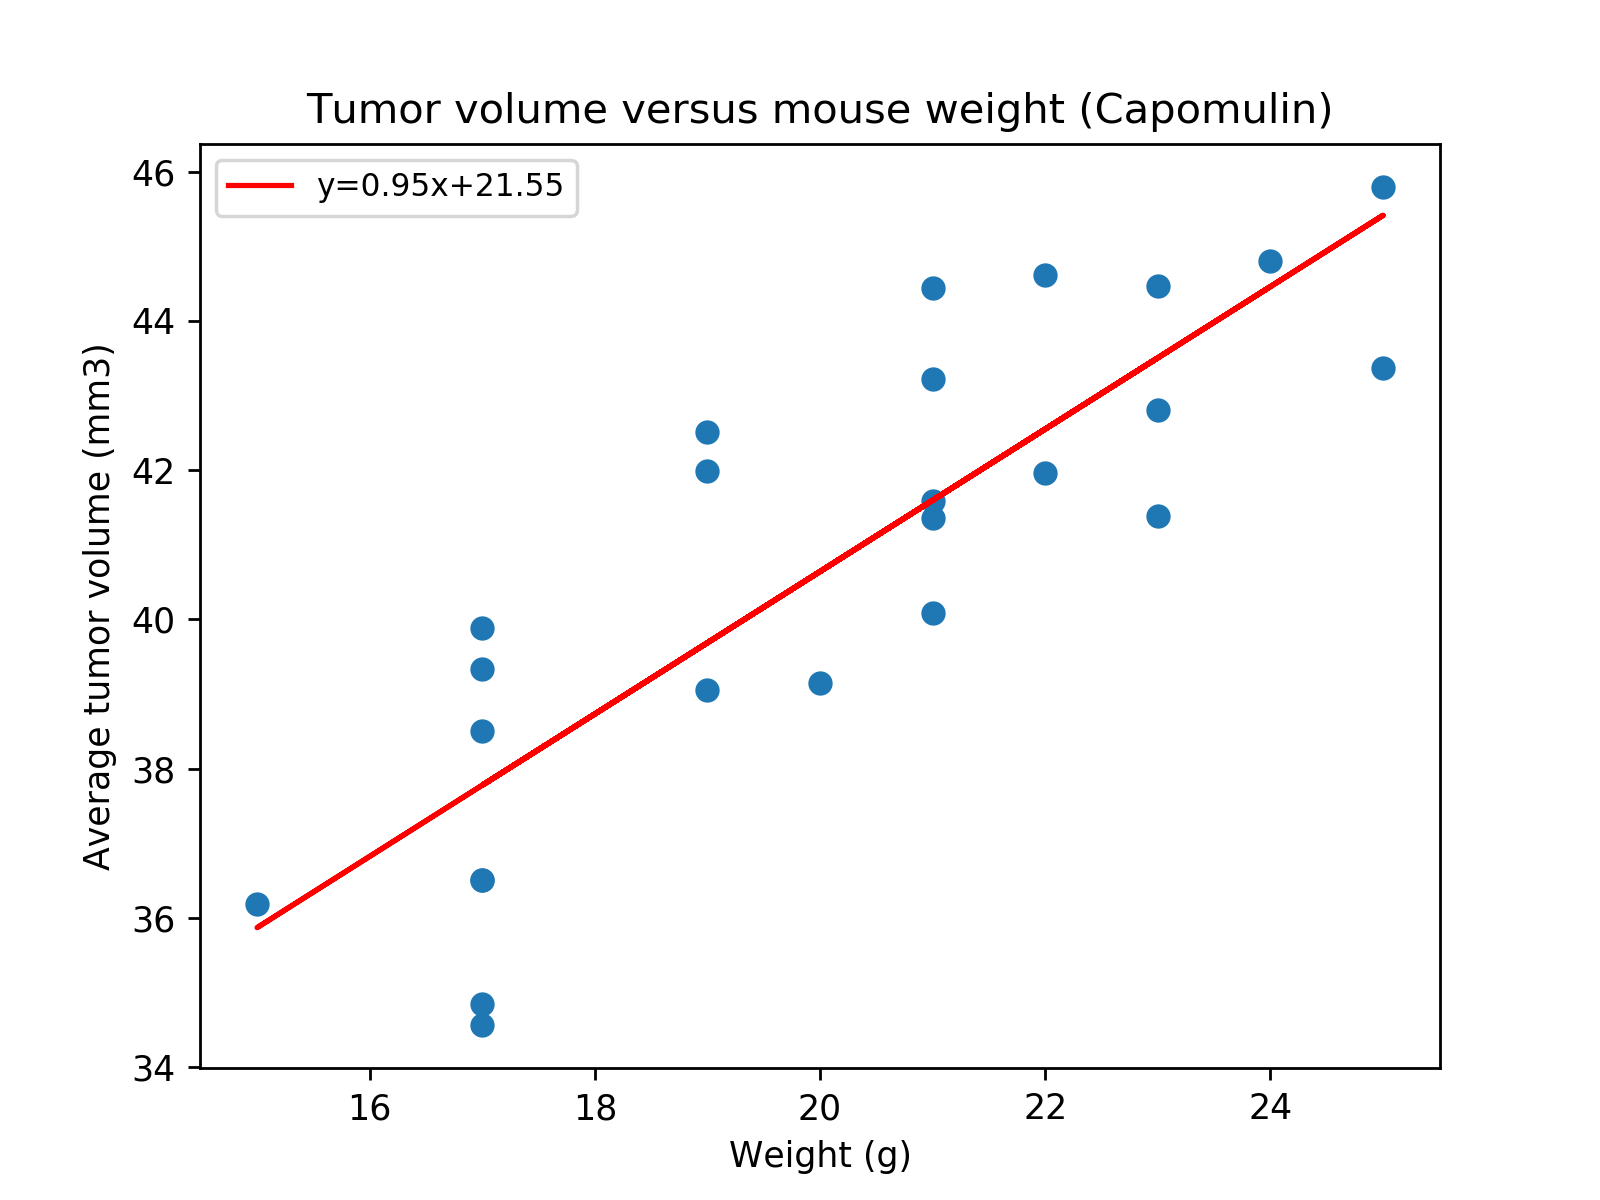 Tumor volume versus mouse weight (Capomulin)
y=0.95x+21.55
46
44
42
40
38
36
34
Average tumor volume (mm3)
16 18 20 22 24
Weight (g)